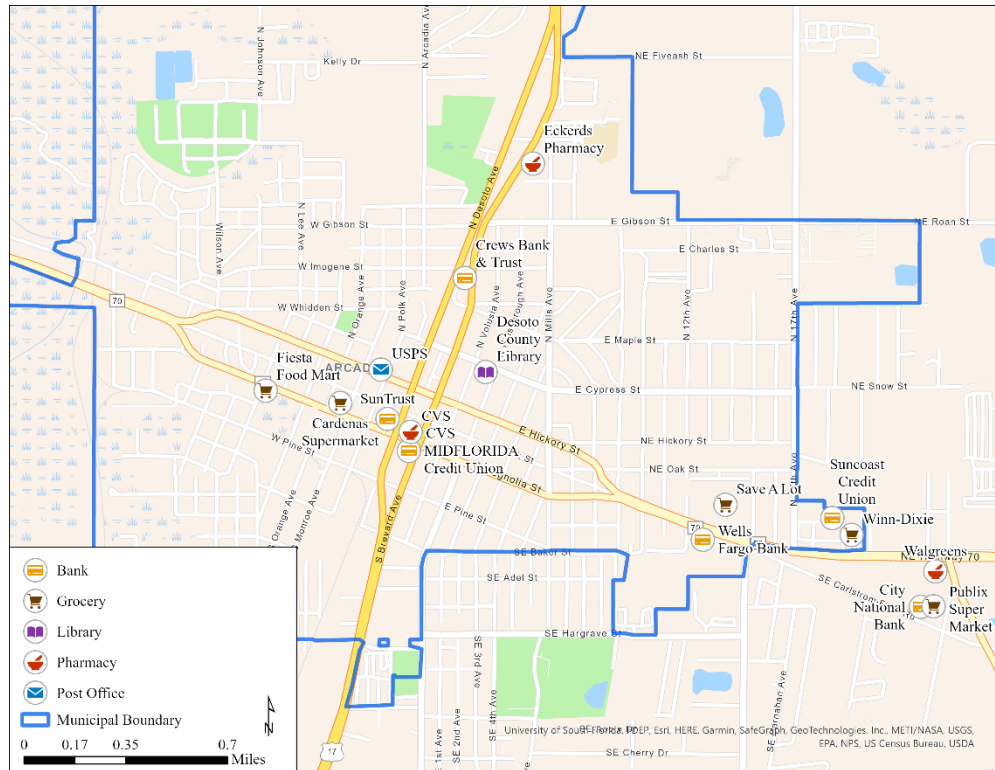 N Johnson Ave
Kelly Dr
N Arcadia Ave
NE Fiveash St
Eckerds
Pharmacy
N Desoto Ave
N Lee Ave
Wilson Ave
W Gibson St
E Gibson St
NE Roan St
Crews Bank
& Trust
E Charles St
W Imogene St
70
W Whidden St
N Orange Ave
N Polk Ave
N Volusia Ave
N Mills Ave
N 12th Ave
N 17th Ave
Desoto
County
Library
E Maple St
USPS
ARCAD
Fiesta
Food Mart
E Cypress St
NE Snow St
SunTrust
Cardenas
Supermarket
CVS
CVS
MIDFLORIDA
Credit Union
W Pine St
E Hickory St
NE Hickory St
NE Oak St
Suncoast
Credit
Union
Save A Lot
Winn-Dixie
E Pine St
70
Wells
Fargo Bank
S Brevard Ave
SE Baker St
Walgreens
SE Adel St
City
National
Bank
Publix
Super
Market
SE Hargrave St
SE 3rd Ave
SE 4th Ave
SE 2nd Ave
SE Cherry Dr
17
Bank
Grocery
Library
Pharmacy
Post Office
Municipal Boundary
N
0 0.17 0.35 0.7
Miles
University of South Florida, FDEP, Esri, HERE, Garmin, SafeGraph, GeoTechnologies, Inc., METI/NASA, USGS,
EPA, NPS, US Census Bureau, USDA